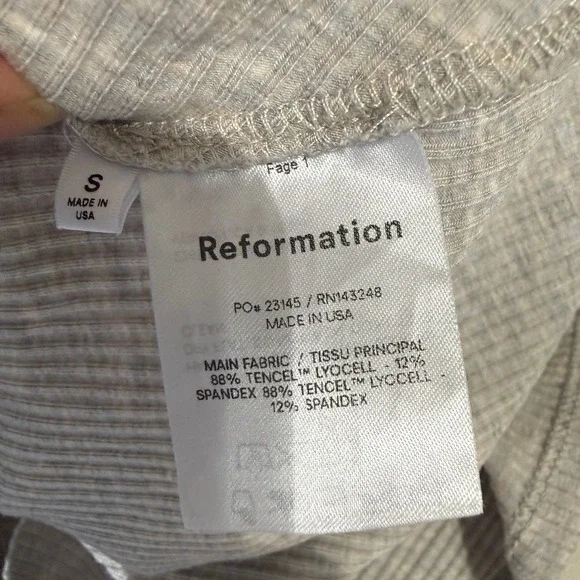 S
MADE IN
USA
Page 1
Reformation
PO# 23145 / RN143248
MADE IN USA
MAIN FABRIC / TISSU PRINCIPAL
88% TENCEL™ LYOCELL - 12%
SPANDEX 88% TENCEL™ LYOCELL -
12% SPANDEX